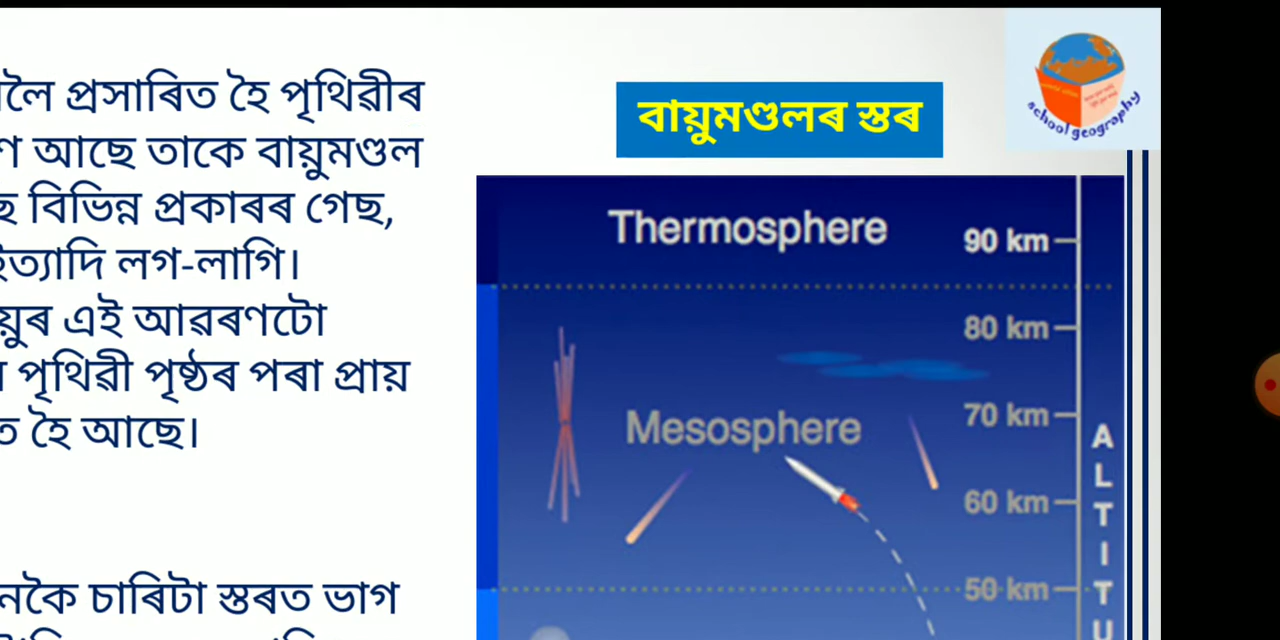 লৈ প্ৰসাৰিত হৈ পৃথিৱীৰ
আছে তাকে বায়ুমণ্ডল
বিভিন্ন প্ৰকাৰৰ গেছ,
ইত্যাদি লগ-লাগি।
য়ুৰ এই আৱৰণটো
পৃথিৱী পৃষ্ঠৰ পৰা প্ৰায়
হৈ আছে।
নকৈ চাৰিটা স্তৰত ভাগ
বায়ুমণ্ডলৰ স্তৰ
school geography
Thermosphere
90 km
80 km
Mesosphere
70 km
60 km
50 km
ALTITU